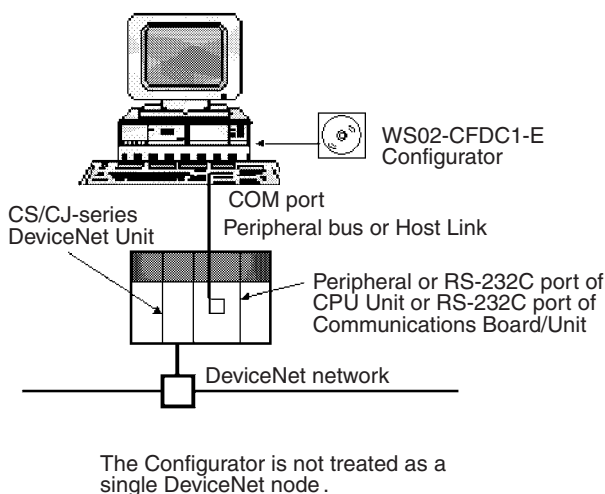 WS02-CFDC1-E
Configurator
COM port
Peripheral bus or Host Link
CS/CJ-series
DeviceNet Unit
Peripheral or RS-232C port of
CPU Unit or RS-232C port of
Communications Board/Unit
DeviceNet network
The Configurator is not treated as a
single DeviceNet node.